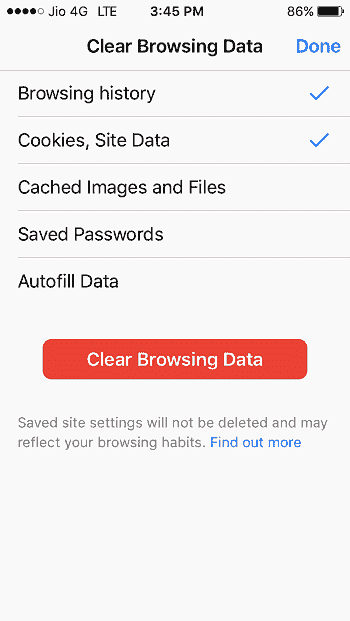 Jio 4G LTE 3:45 PM 86%
Clear Browsing Data Done
Browsing history
Cookies, Site Data
Cached Images and Files
Saved Passwords
Autofill Data
Clear Browsing Data
Saved site settings will not be deleted and may
reflect your browsing habits. Find out more